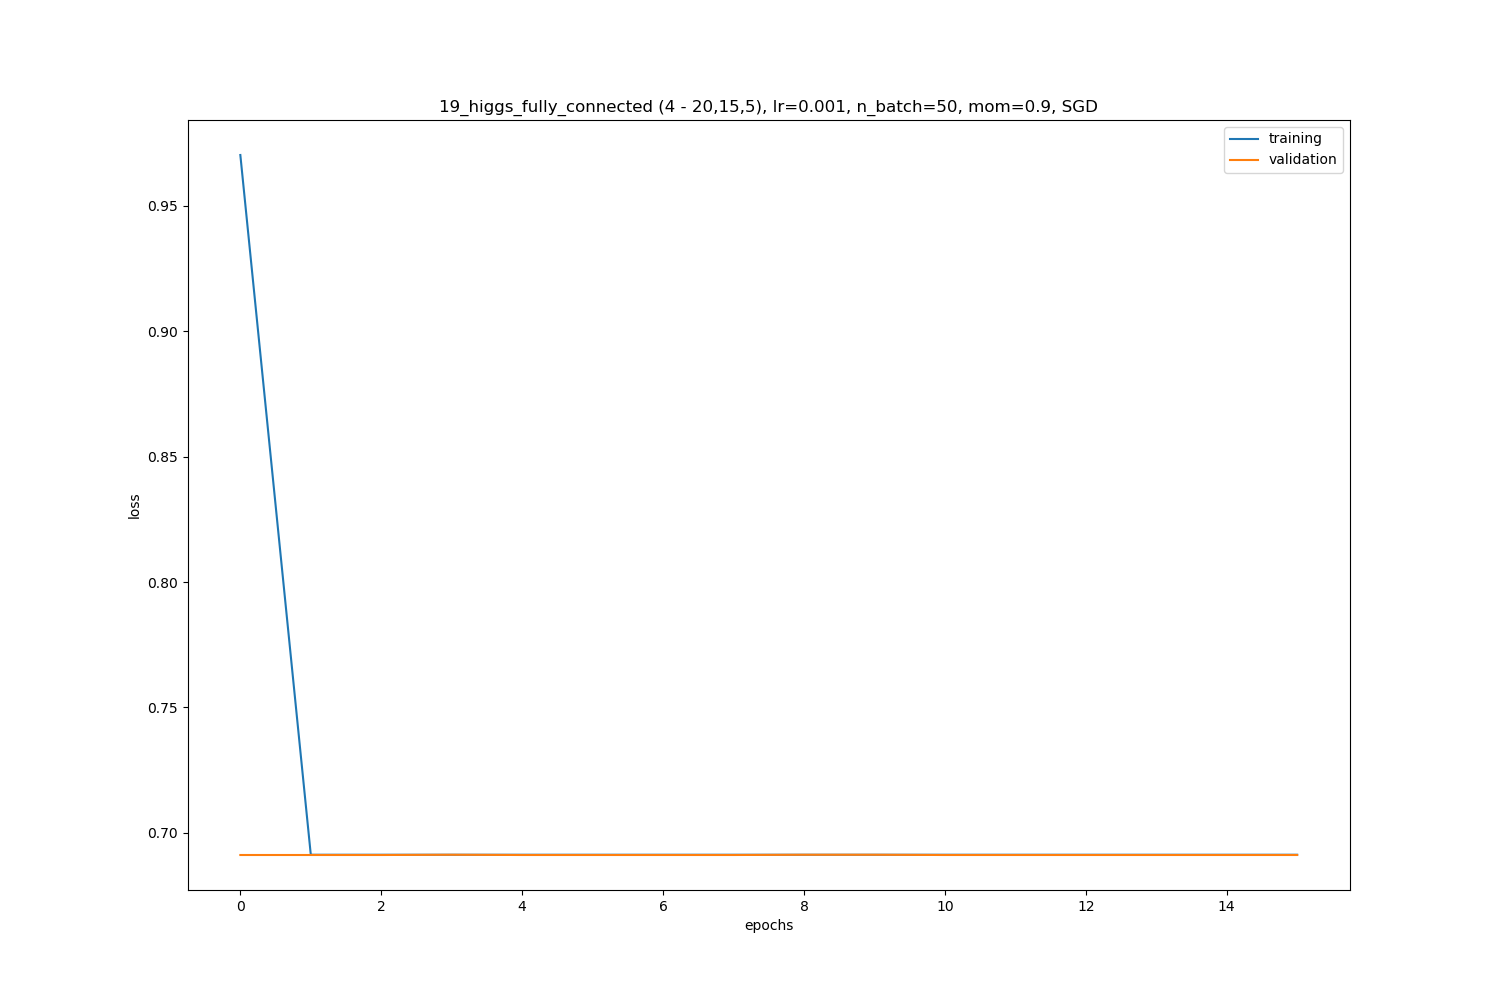 19_higgs_fully_connected (4 - 20,15,5), lr=0.001, n_batch=50, mom=0.9, SGD
training
validation
0.95
0.90
0.85
0.80
0.75
0.70
loss
0 2 4 6 8 10 12 14
epochs